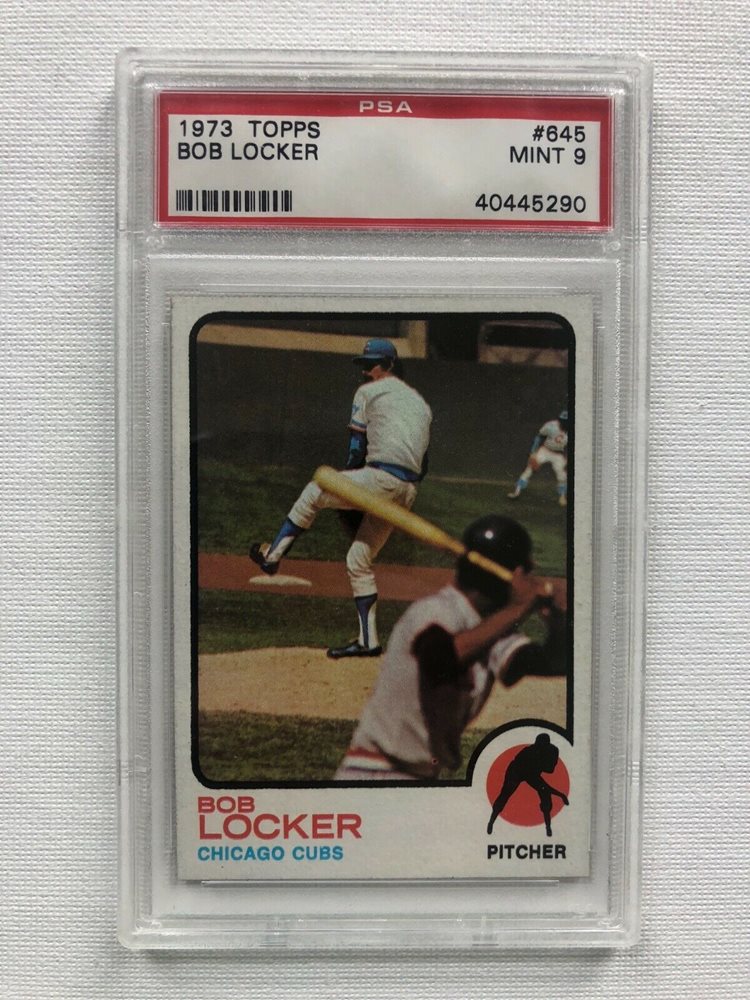 PSA
1973 TOPPS #645
BOB LOCKER MINT 9
40445290
BOB
LOCKER
CHICAGO CUBS
PITCHER